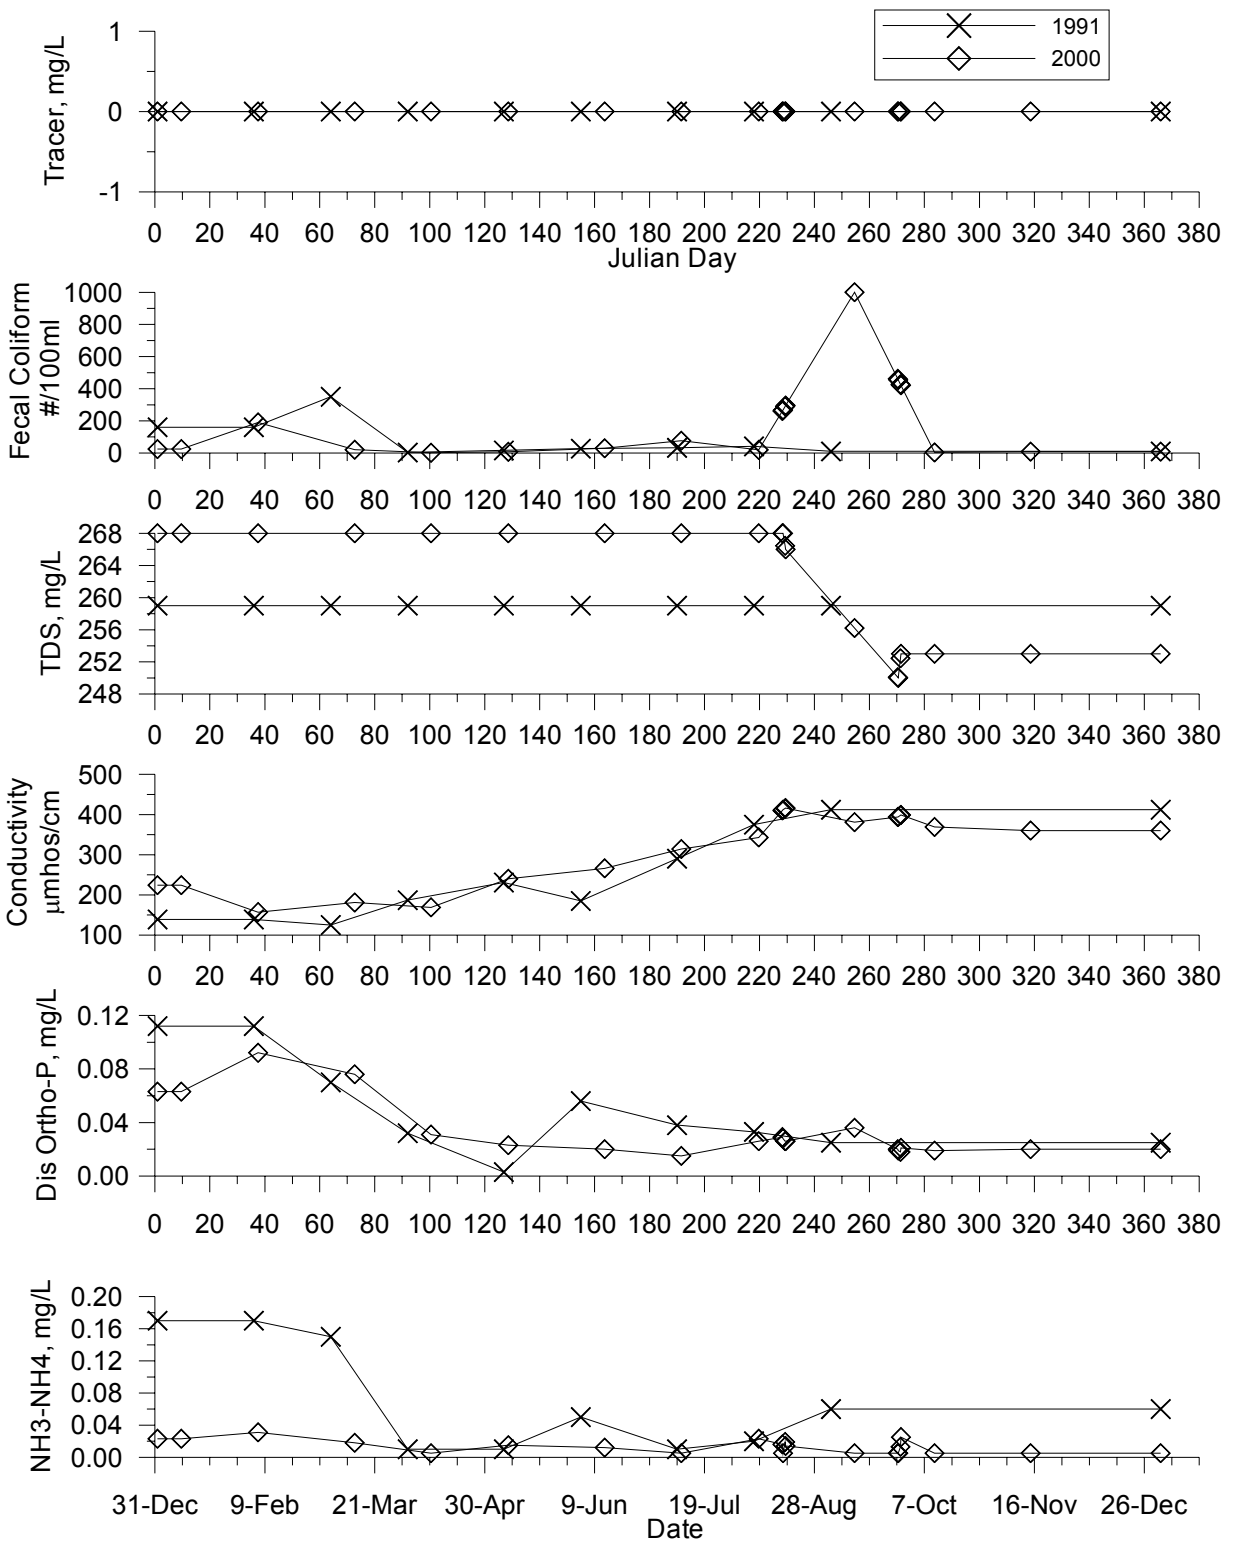 1991
2000
Tracer, mg/L
1
0
-1
0 20 40 60 80 100 120 140 160 180 200 220 240 260 280 300 320 340 360 380
Julian Day
Fecal Coliform
#/100ml
1000
800
600
400
200
0
0 20 40 60 80 100 120 140 160 180 200 220 240 260 280 300 320 340 360 380
TDS, mg/L
268
264
260
256
252
248
0 20 40 60 80 100 120 140 160 180 200 220 240 260 280 300 320 340 360 380
Conductivity
µmhos/cm
500
400
300
200
100
0 20 40 60 80 100 120 140 160 180 200 220 240 260 280 300 320 340 360 380
Dis Ortho-P, mg/L
0.12
0.08
0.04
0.00
0 20 40 60 80 100 120 140 160 180 200 220 240 260 280 300 320 340 360 380
NH3-NH4, mg/L
0.20
0.16
0.12
0.08
0.04
0.00
31-Dec 9-Feb 21-Mar 30-Apr 9-Jun 19-Jul 28-Aug 7-Oct 16-Nov 26-Dec
Date